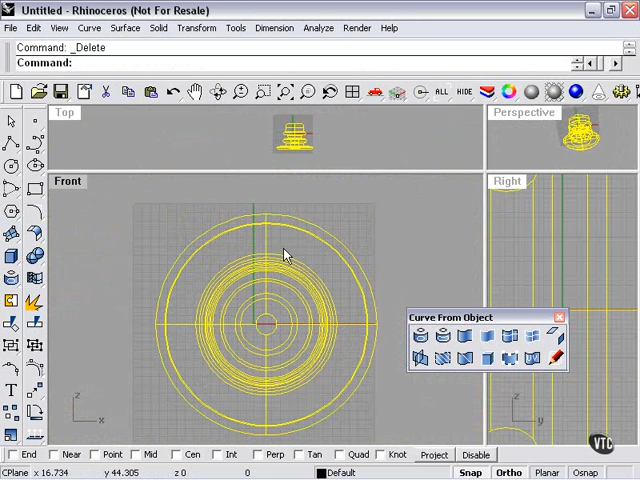 Untitled - Rhinoceros (Not For Resale)
File Edit View Curve Surface Solid Transform Tools Dimension Analyze Render Help
Command: _Delete
Command:
ALL HIDE
Top
Perspective
Front
Right
Curve From Object
z
x
z
y
T
VTC
End Near Point Mid Cen Int Perp Tan Quad Knot Project Disable
CPlane x 16.734 y 44.305 z 0 0 Default Snap Ortho Planar Osnap